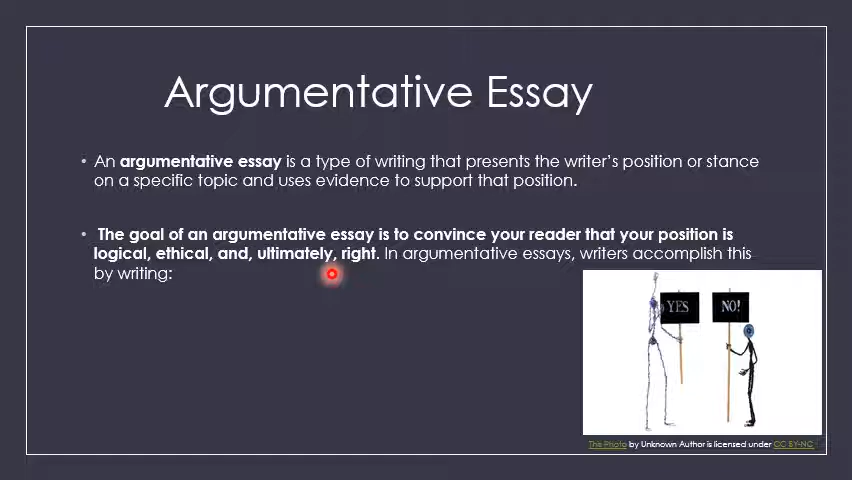 Argumentative Essay
• An argumentative essay is a type of writing that presents the writer's position or stance
on a specific topic and uses evidence to support that position.
• The goal of an argumentative essay is to convince your reader that your position is
logical, ethical, and, ultimately, right. In argumentative essays, writers accomplish this
by writing:
YES NO!
This Photo by Unknown Author is licensed under CC BY-NC